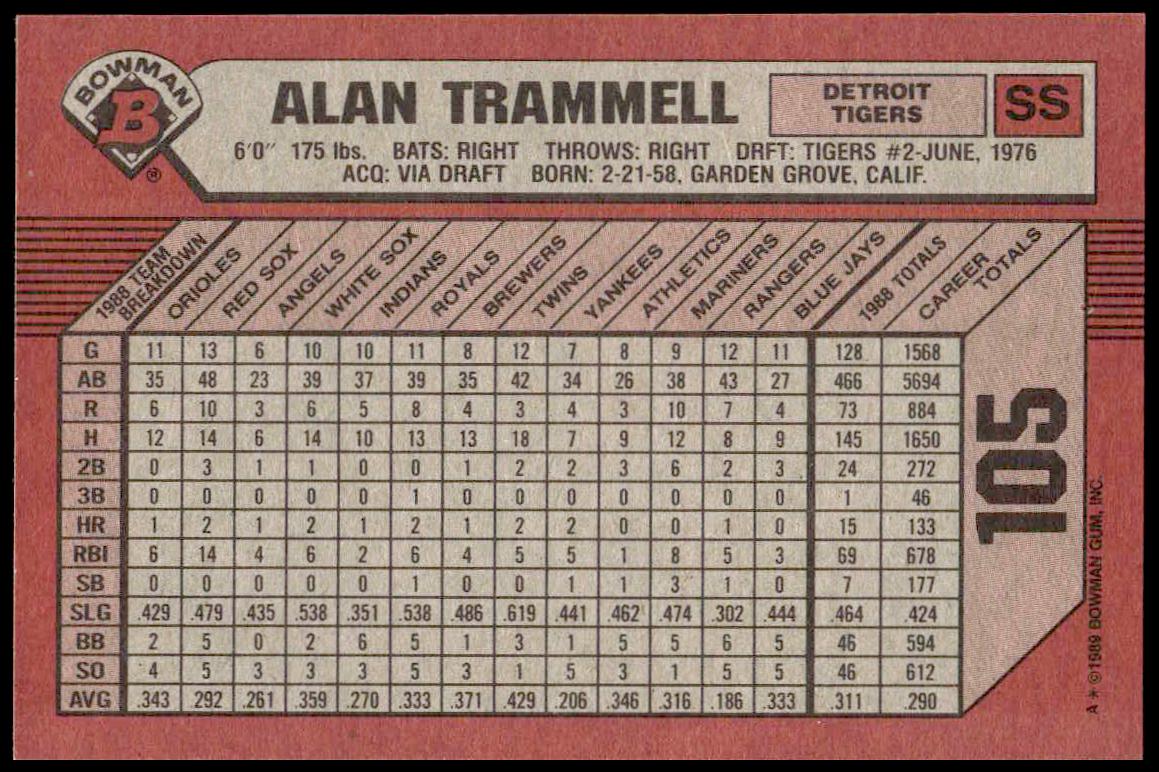 BOWMAN
B
®
ALAN TRAMMELL
DETROIT
TIGERS
SS
6'0" 175 lbs. BATS: RIGHT THROWS: RIGHT DRFT: TIGERS #2-JUNE, 1976
ACQ: VIA DRAFT BORN: 2-21-58, GARDEN GROVE, CALIF.
1988 TEAM BREAKDOWN ORIOLES RED SOX ANGELS WHITE SOX INDIANS ROYALS BREWERS TWINS YANKEES ATHLETICS MARINERS RANGERS BLUE JAYS 1988 TOTALS CAREER TOTALS
G 11 13 6 10 10 11 8 12 7 8 9 12 11 128 1568
AB 35 48 23 39 37 39 35 42 34 26 38 43 27 466 5694
R 6 10 3 6 5 8 4 3 4 3 10 7 4 73 884
H 12 14 6 14 10 13 13 18 7 9 12 8 9 145 1650
2B 0 3 1 1 0 0 1 2 2 3 6 2 3 24 272
3B 0 0 0 0 0 1 0 0 0 0 0 0 0 1 46
HR 1 2 1 2 1 2 1 2 2 0 0 1 0 15 133
RBI 6 14 4 6 2 6 4 5 5 1 8 5 3 69 678
SB 0 0 0 0 0 1 0 0 1 1 3 1 0 7 177
SLG .429 .479 .435 .538 .351 .538 .486 .619 .441 .462 .474 .302 .444 .464 .424
BB 2 5 0 2 6 5 1 3 1 5 5 6 5 46 594
SO 4 5 3 3 3 5 3 1 5 3 1 5 5 46 612
AVG .343 .292 .261 .359 .270 .333 .371 .429 .206 .346 .316 .186 .333 .311 .290
105
A * ©1989 BOWMAN GUM, INC.